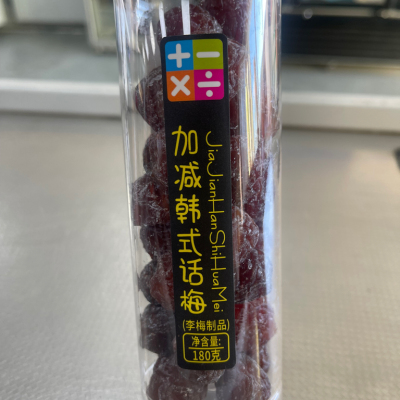 + −
× ÷
加减韩式话梅
JiaJianHanShiHuaMei
(李梅制品)
净含量:
180克